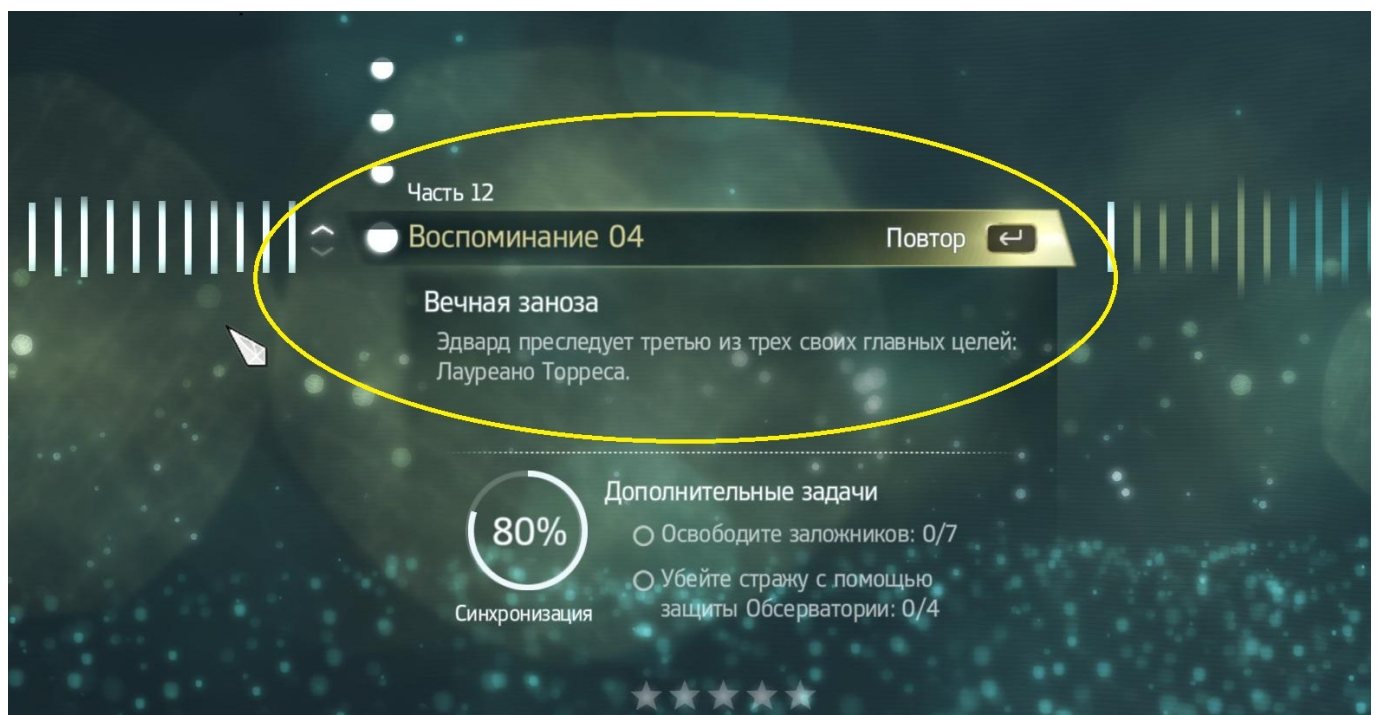 Часть 12
Воспоминание 04 Повтор
Вечная заноза
Эдвард преследует третью из трех своих главных целей:
Лауреано Торреса.
80%
Синхронизация
Дополнительные задачи
Освободите заложников: 0/7
Убейте стражу с помощью
защиты Обсерватории: 0/4